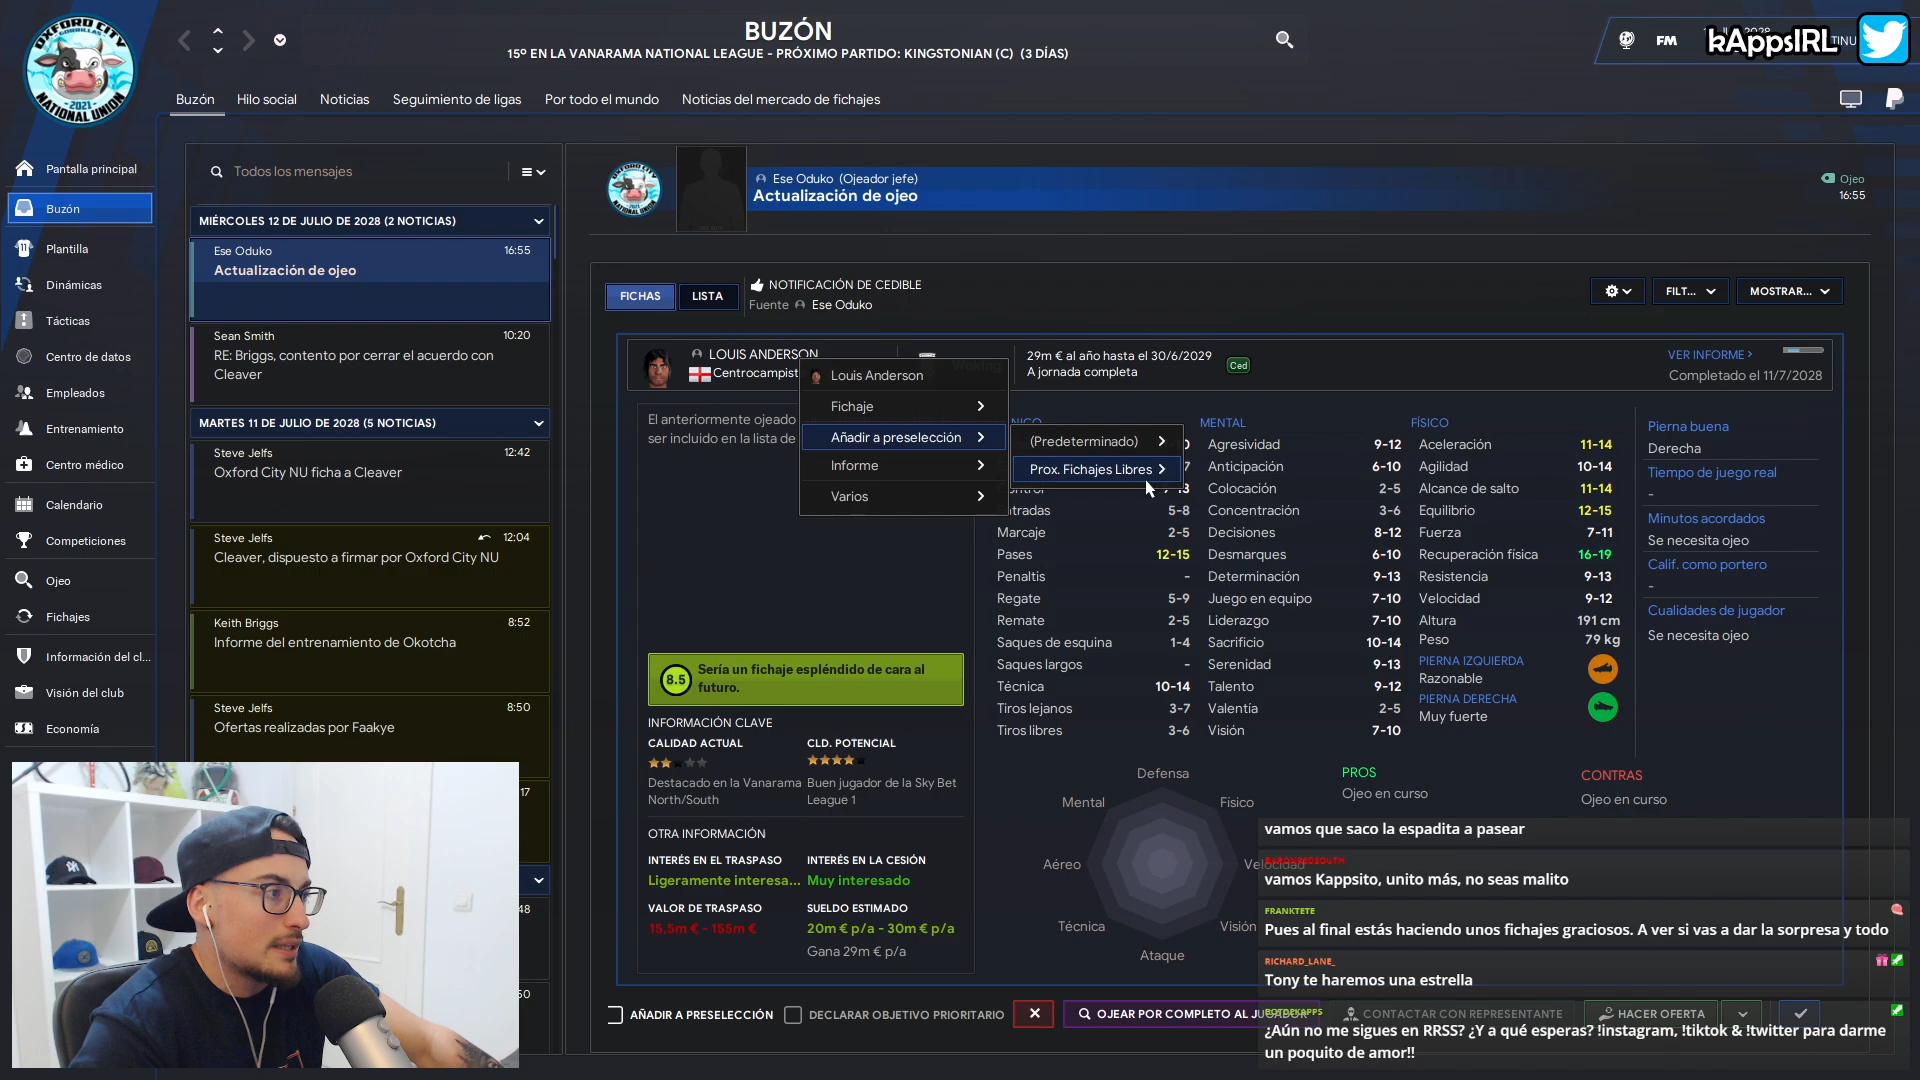 OXFORD CITY
GORRILLAS
- 2021 -
NATIONAL UNION
BUZÓN
15º EN LA VANARAMA NATIONAL LEAGUE - PRÓXIMO PARTIDO: KINGSTONIAN (C) (3 DÍAS)
FM
kAppsIRL
Buzón
Hilo social
Noticias
Seguimiento de ligas
Por todo el mundo
Noticias del mercado de fichajes
Pantalla principal
Buzón
Plantilla
Dinámicas
Tácticas
Centro de datos
Empleados
Entrenamiento
Centro médico
Calendario
Competiciones
Ojeo
Fichajes
Información del cl...
Visión del club
Economía
Todos los mensajes
MIÉRCOLES 12 DE JULIO DE 2028 (2 NOTICIAS)
Ese Oduko 16:55
Actualización de ojeo
Sean Smith 10:20
RE: Briggs, contento por cerrar el acuerdo con
Cleaver
MARTES 11 DE JULIO DE 2028 (5 NOTICIAS)
Steve Jelfs 12:42
Oxford City NU ficha a Cleaver
Steve Jelfs 12:04
Cleaver, dispuesto a firmar por Oxford City NU
Keith Briggs 8:52
Informe del entrenamiento de Okotcha
Steve Jelfs 8:50
Ofertas realizadas por Faakye
17
48
50
Ese Oduko (Ojeador jefe)
Actualización de ojeo
Ojeo
16:55
FICHAS
LISTA
NOTIFICACIÓN DE CEDIBLE
Fuente Ese Oduko
FILT...
MOSTRAR...
LOUIS ANDERSON
Centrocampist
Woking
29m € al año hasta el 30/6/2029
A jornada completa
Ced
VER INFORME >
Completado el 11/7/2028
El anteriormente ojeado
ser incluido en la lista de
Louis Anderson
Fichaje
Añadir a preselección
Informe
Varios
(Predeterminado)
Prox. Fichajes Libres
MENTAL
FÍSICO
Marcaje 2-5
Pases 12-15
Penaltis -
Regate 5-9
Remate 2-5
Saques de esquina 1-4
Saques largos -
Técnica 10-14
Tiros lejanos 3-7
Tiros libres 3-6
Agresividad 9-12
Anticipación 6-10
Colocación 2-5
Concentración 3-6
Decisiones 8-12
Desmarques 6-10
Determinación 9-13
Juego en equipo 7-10
Liderazgo 7-10
Sacrificio 10-14
Serenidad 9-13
Talento 9-12
Valentía 2-5
Visión 7-10
Aceleración 11-14
Agilidad 10-14
Alcance de salto 11-14
Equilibrio 12-15
Fuerza 7-11
Recuperación física 16-19
Resistencia 9-13
Velocidad 9-12
Altura 191 cm
Peso 79 kg
PIERNA IZQUIERDA
Razonable
PIERNA DERECHA
Muy fuerte
Pierna buena
Derecha
Tiempo de juego real
-
Minutos acordados
Se necesita ojeo
Calif. como portero
-
Cualidades de jugador
Se necesita ojeo
8.5
Sería un fichaje espléndido de cara al
futuro.
INFORMACIÓN CLAVE
CALIDAD ACTUAL
CLD. POTENCIAL
Destacado en la Vanarama
North/South
Buen jugador de la Sky Bet
League 1
OTRA INFORMACIÓN
INTERÉS EN EL TRASPASO
Ligeramente interesa...
INTERÉS EN LA CESIÓN
Muy interesado
VALOR DE TRASPASO
15,5m € - 155m €
SUELDO ESTIMADO
20m € p/a - 30m € p/a
Gana 29m € p/a
Defensa
Mental
Físico
Aéreo
Velocidad
Técnica
Visión
Ataque
PROS
Ojeo en curso
CONTRAS
Ojeo en curso
AÑADIR A PRESELECCIÓN
DECLARAR OBJETIVO PRIORITARIO
OJEAR POR COMPLETO AL JUGADOR
CONTACTAR CON REPRESENTANTE
HACER OFERTA
vamos que saco la espadita a pasear
vamos Kappsito, unito más, no seas malito
FRANKTETE
Pues al final estás haciendo unos fichajes graciosos. A ver si vas a dar la sorpresa y todo
RICHARD_LANE_
Tony te haremos una estrella
¿Aún no me sigues en RRSS? ¿Y a qué esperas? !instagram, !tiktok & !twitter para darme
un poquito de amor!!